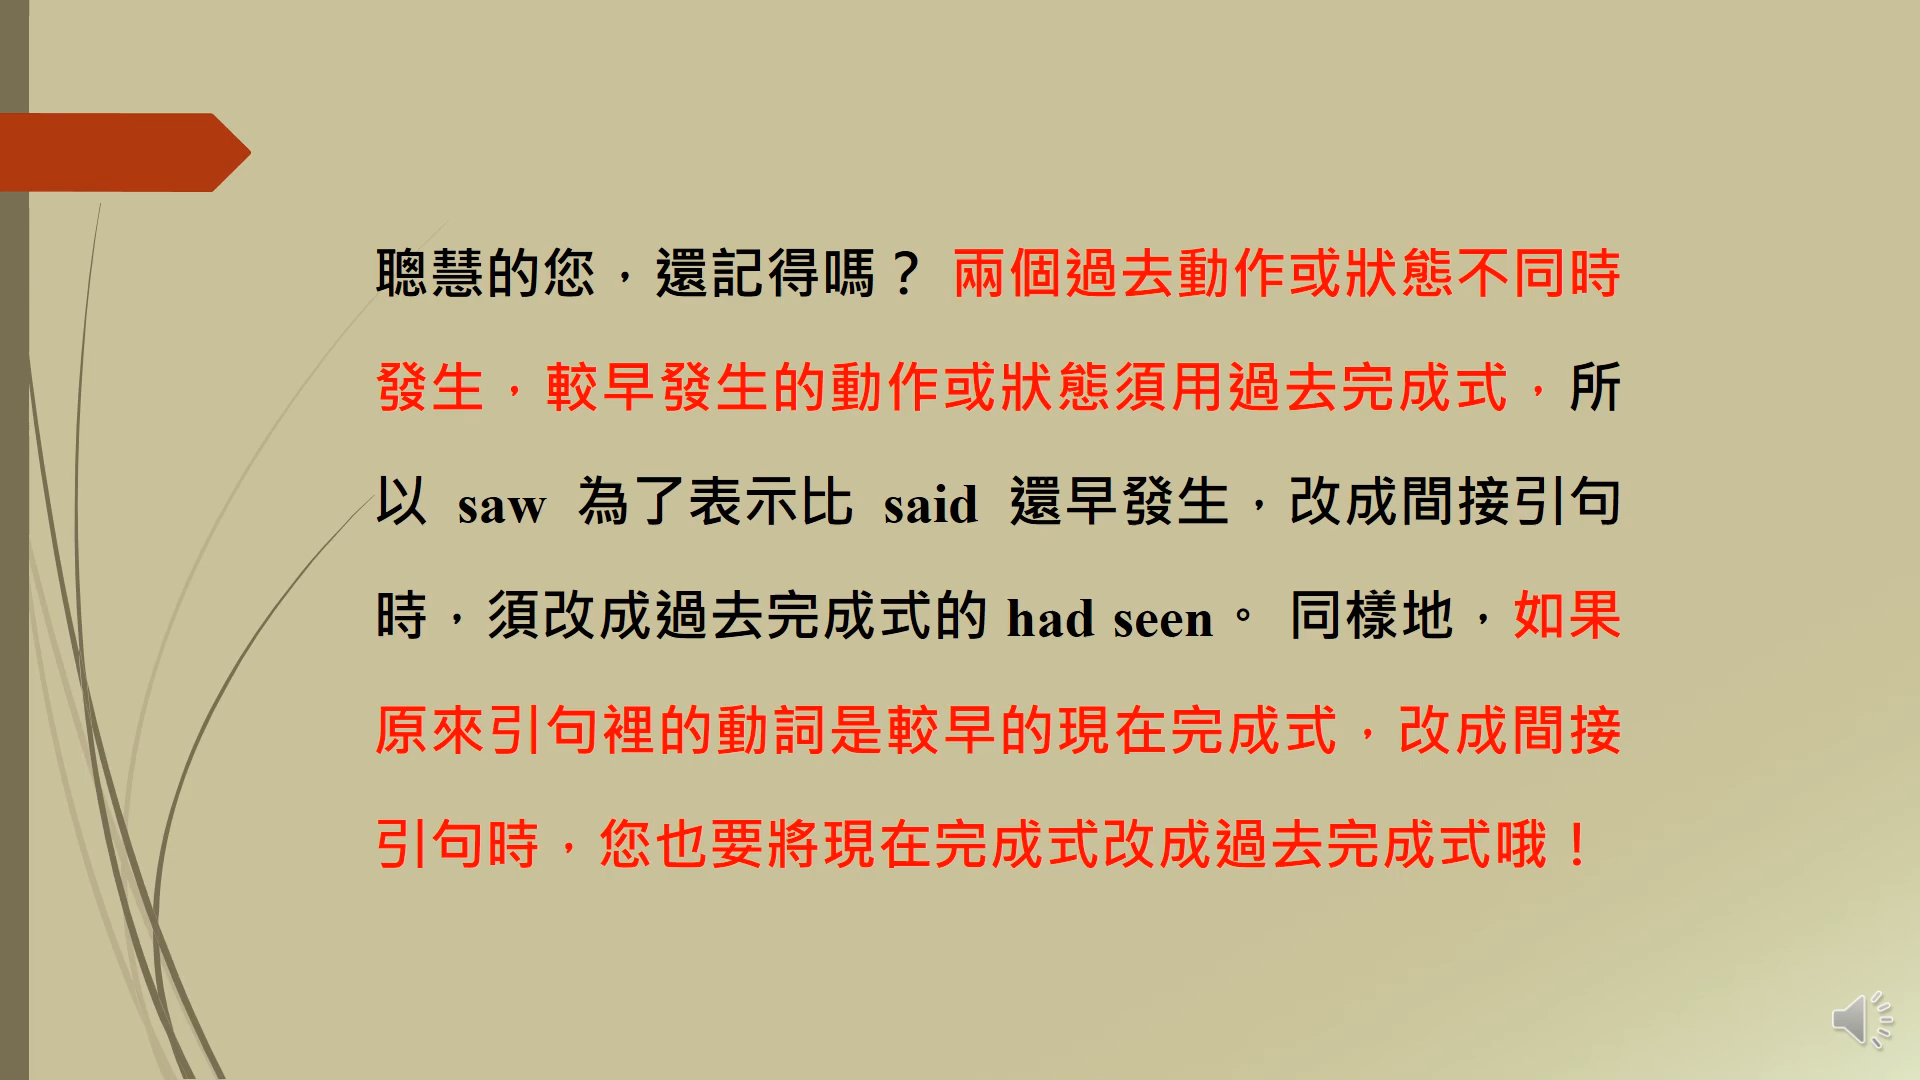 聰慧的您，還記得嗎？ 兩個過去動作或狀態不同時
發生，較早發生的動作或狀態須用過去完成式，所
以 saw 為了表示比 said 還早發生，改成間接引句
時，須改成過去完成式的 had seen。 同樣地，如果
原來引句裡的動詞是較早的現在完成式，改成間接
引句時，您也要將現在完成式改成過去完成式哦！